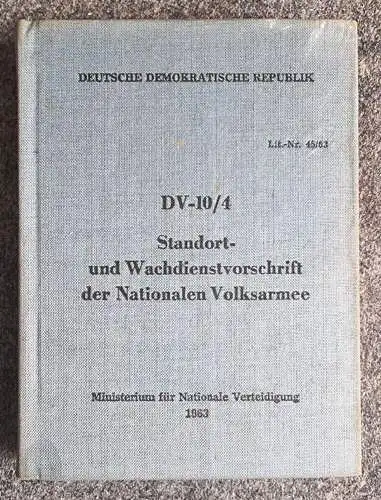 DEUTSCHE DEMOKRATISCHE REPUBLIK
Lit.-Nr. 45/63
DV-10/4
Standort-
und Wachdienstvorschrift
der Nationalen Volksarmee
Ministerium für Nationale Verteidigung
1963